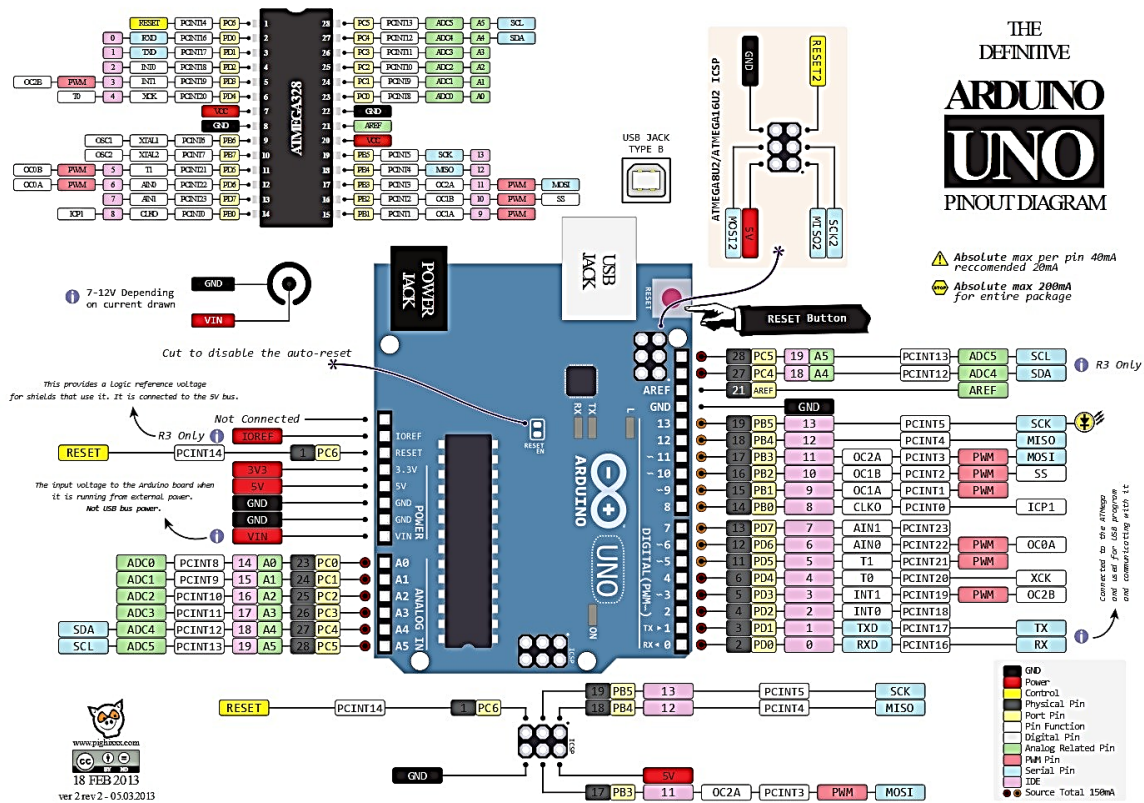 THE
DEFINITIVE
ARDUINO
UNO
PINOUT DIAGRAM
RESET PCINT14 PC6 1 28 PC5 PCINT13 ADC5 A5 SCL
0 RXD PCINT16 PD0 2 27 PC4 PCINT12 ADC4 A4 SDA
1 TXD PCINT17 PD1 3 26 PC3 PCINT11 ADC3 A3
2 INT0 PCINT18 PD2 4 25 PC2 PCINT10 ADC2 A2
OC2B PWM 3 INT1 PCINT19 PD3 5 24 PC1 PCINT9 ADC1 A1
T0 4 XCK PCINT20 PD4 6 23 PC0 PCINT8 ADC0 A0
VCC 7 22 GND
GND 8 21 AREF
OSC1 XTAL1 PCINT6 PB6 9 20 VCC
OSC2 XTAL2 PCINT7 PB7 10 19 PB5 PCINT5 SCK 13
OC0B PWM 5 T1 PCINT21 PD5 11 18 PB4 PCINT4 MISO 12
OC0A PWM 6 AIN0 PCINT22 PD6 12 17 PB3 PCINT3 OC2A 11 PWM MOSI
7 AIN1 PCINT23 PD7 13 16 PB2 PCINT2 OC1B 10 PWM SS
ICP1 8 CLKO PCINT0 PB0 14 15 PB1 PCINT1 OC1A 9 PWM
ATMEGA328
USB JACK
TYPE B
ATMEGA8U2/ATMEGA16U2 ICSP
GND
RESET2
MOSI2
5V
MISO2
SCK2
Absolute max per pin 40mA
reccomended 20mA
STOP
Absolute max 200mA
for entire package
GND
VIN
7-12V Depending
on current drawn
POWER
JACK
USB
JACK
RESET
RESET Button
Cut to disable the auto-reset
This provides a logic reference voltage
for shields that use it. It is connected to the 5V bus.
Not Connected
R3 Only IOREF
RESET PCINT14 1 PC6
3V3
5V
GND
GND
VIN
The input voltage to the Arduino board when
it is running from external power.
Not USB bus power.
ADC0 PCINT8 14 A0 23 PC0
ADC1 PCINT9 15 A1 24 PC1
ADC2 PCINT10 16 A2 25 PC2
ADC3 PCINT11 17 A3 26 PC3
SDA ADC4 PCINT12 18 A4 27 PC4
SCL ADC5 PCINT13 19 A5 28 PC5
IOREF
RESET
3.3V
5V
GND
GND
VIN
POWER
A0
A1
A2
A3
A4
A5
ANALOG IN
RESET
EN
RX
TX
L
ARDUINO
UNO
ON
ICSP
AREF
GND
13
12
~11
~10
~9
8
7
~6
~5
4
~3
2
TX ▸ 1
RX ◂ 0
DIGITAL (PWM~)
28 PC5 19 A5 PCINT13 ADC5 SCL
27 PC4 18 A4 PCINT12 ADC4 SDA
R3 Only
21 AREF AREF
GND
19 PB5 13 PCINT5 SCK
18 PB4 12 PCINT4 MISO
17 PB3 11 OC2A PCINT3 PWM MOSI
16 PB2 10 OC1B PCINT2 PWM SS
15 PB1 9 OC1A PCINT1 PWM
14 PB0 8 CLKO PCINT0 ICP1
13 PD7 7 AIN1 PCINT23
12 PD6 6 AIN0 PCINT22 PWM OC0A
11 PD5 5 T1 PCINT21 PWM
6 PD4 4 T0 PCINT20 XCK
5 PD3 3 INT1 PCINT19 PWM OC2B
4 PD2 2 INT0 PCINT18
3 PD1 1 TXD PCINT17 TX
2 PD0 0 RXD PCINT16 RX
Connected to the ATMega
and used for USB program
and communicating with it
19 PB5 13 PCINT5 SCK
RESET PCINT14 1 PC6 18 PB4 12 PCINT4 MISO
ICSP
GND 5V
17 PB3 11 OC2A PCINT3 PWM MOSI
GND
Power
Control
Physical Pin
Port Pin
Pin Function
Digital Pin
Analog Related Pin
PWM Pin
Serial Pin
IDE
Source Total 150mA
www.pighixxx.com
cc
BY ND
18 FEB 2013
ver 2 rev 2 - 05.03.2013